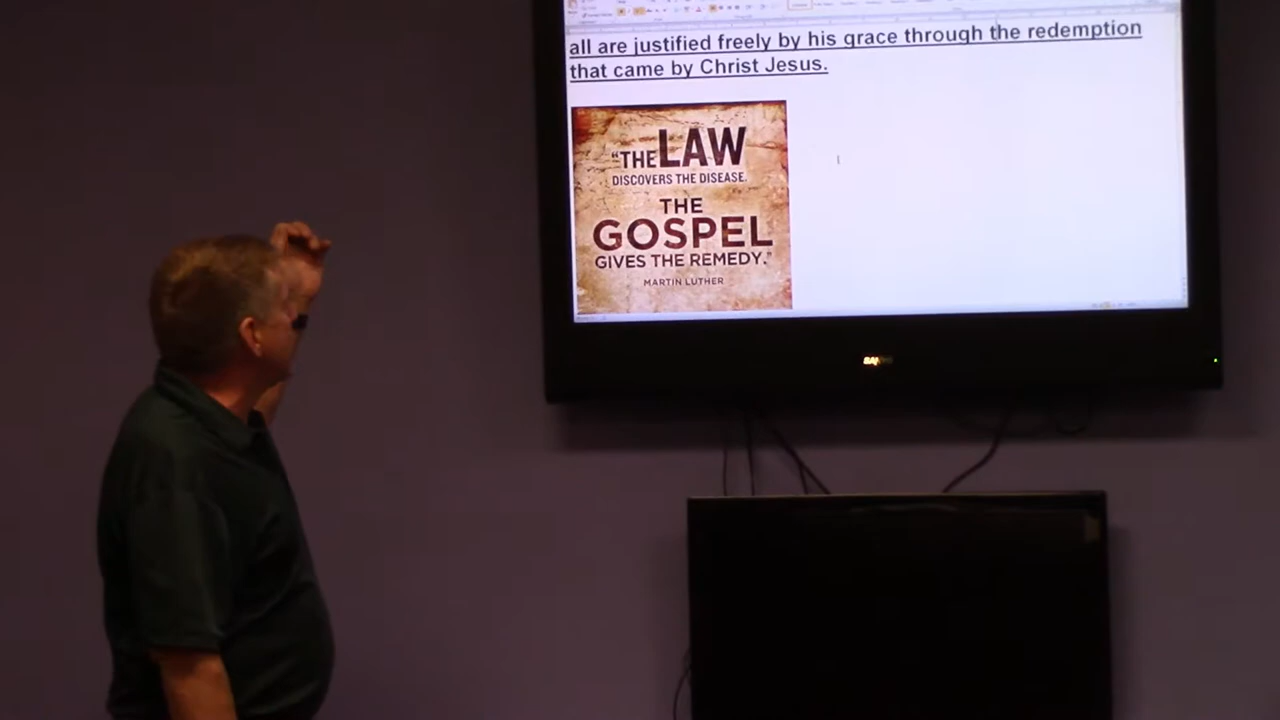 all are justified freely by his grace through the redemption
that came by Christ Jesus.
"THE LAW
DISCOVERS THE DISEASE.
THE
GOSPEL
GIVES THE REMEDY."
MARTIN LUTHER